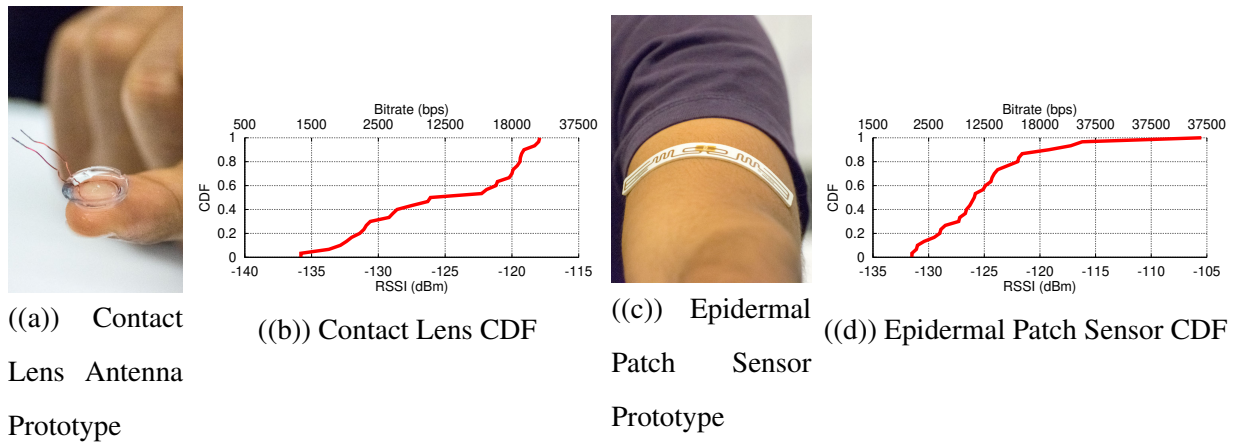 Bitrate (bps)
500 1500 2500 12500 18000 37500
1
0.8
0.6
0.4
0.2
0
CDF
-140 -135 -130 -125 -120 -115
RSSI (dBm)
Bitrate (bps)
1500 2500 12500 18000 37500 37500 37500
1
0.8
0.6
0.4
0.2
0
CDF
-135 -130 -125 -120 -115 -110 -105
RSSI (dBm)
((a)) Contact
Lens Antenna
Prototype
((b)) Contact Lens CDF
((c)) Epidermal
Patch Sensor
Prototype
((d)) Epidermal Patch Sensor CDF